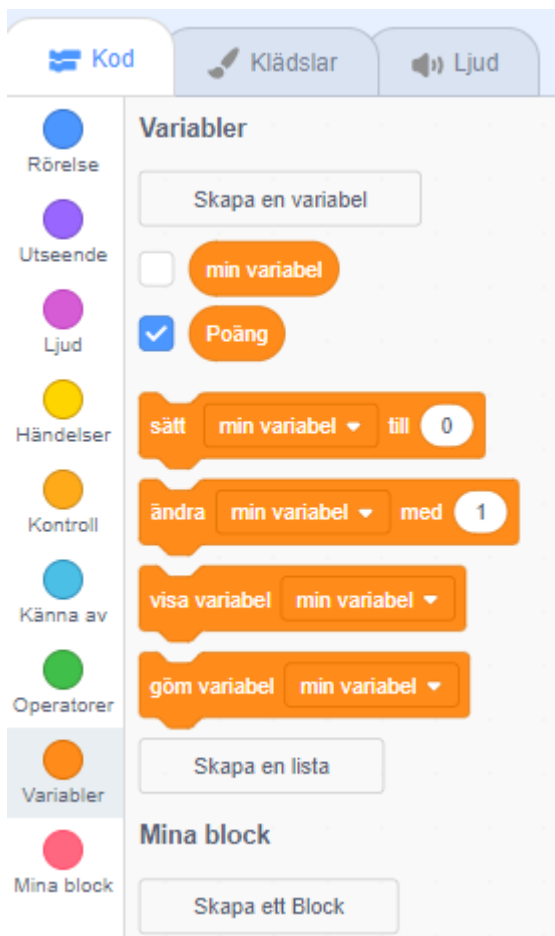 Kod
Klädslar
Ljud
Rörelse
Utseende
Ljud
Händelser
Kontroll
Känna av
Operatorer
Variabler
Mina block
Variabler
Skapa en variabel
min variabel
Poäng
sätt min variabel till 0
ändra min variabel med 1
visa variabel min variabel
göm variabel min variabel
Skapa en lista
Mina block
Skapa ett Block